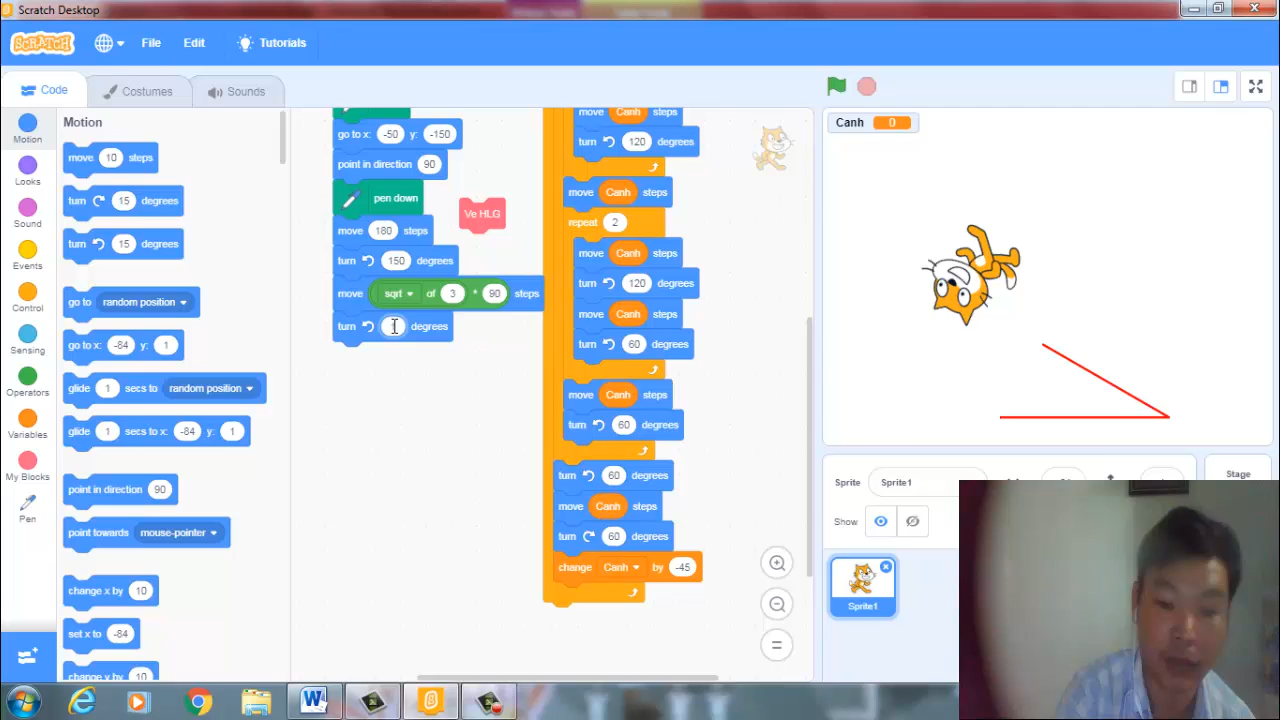 Scratch Desktop
SCRATCH File Edit Tutorials
Code Costumes Sounds
Motion
Looks
Sound
Events
Control
Sensing
Operators
Variables
My Blocks
Pen
Motion
move 10 steps
turn 15 degrees
turn 15 degrees
go to random position
go to x: -84 y: 1
glide 1 secs to random position
glide 1 secs to x: -84 y: 1
point in direction 90
point towards mouse-pointer
change x by 10
set x to -84
change y by 10
go to x: -50 y: -150
point in direction 90
pen down
move 180 steps
turn 150 degrees
move sqrt of 3 * 90 steps
turn degrees
Ve HLG
move Canh steps
turn 120 degrees
move Canh steps
repeat 2
move Canh steps
turn 120 degrees
move Canh steps
turn 60 degrees
move Canh steps
turn 60 degrees
turn 60 degrees
move Canh steps
turn 60 degrees
change Canh by -45
Canh 0
Sprite Sprite1
Show
Stage
Sprite1